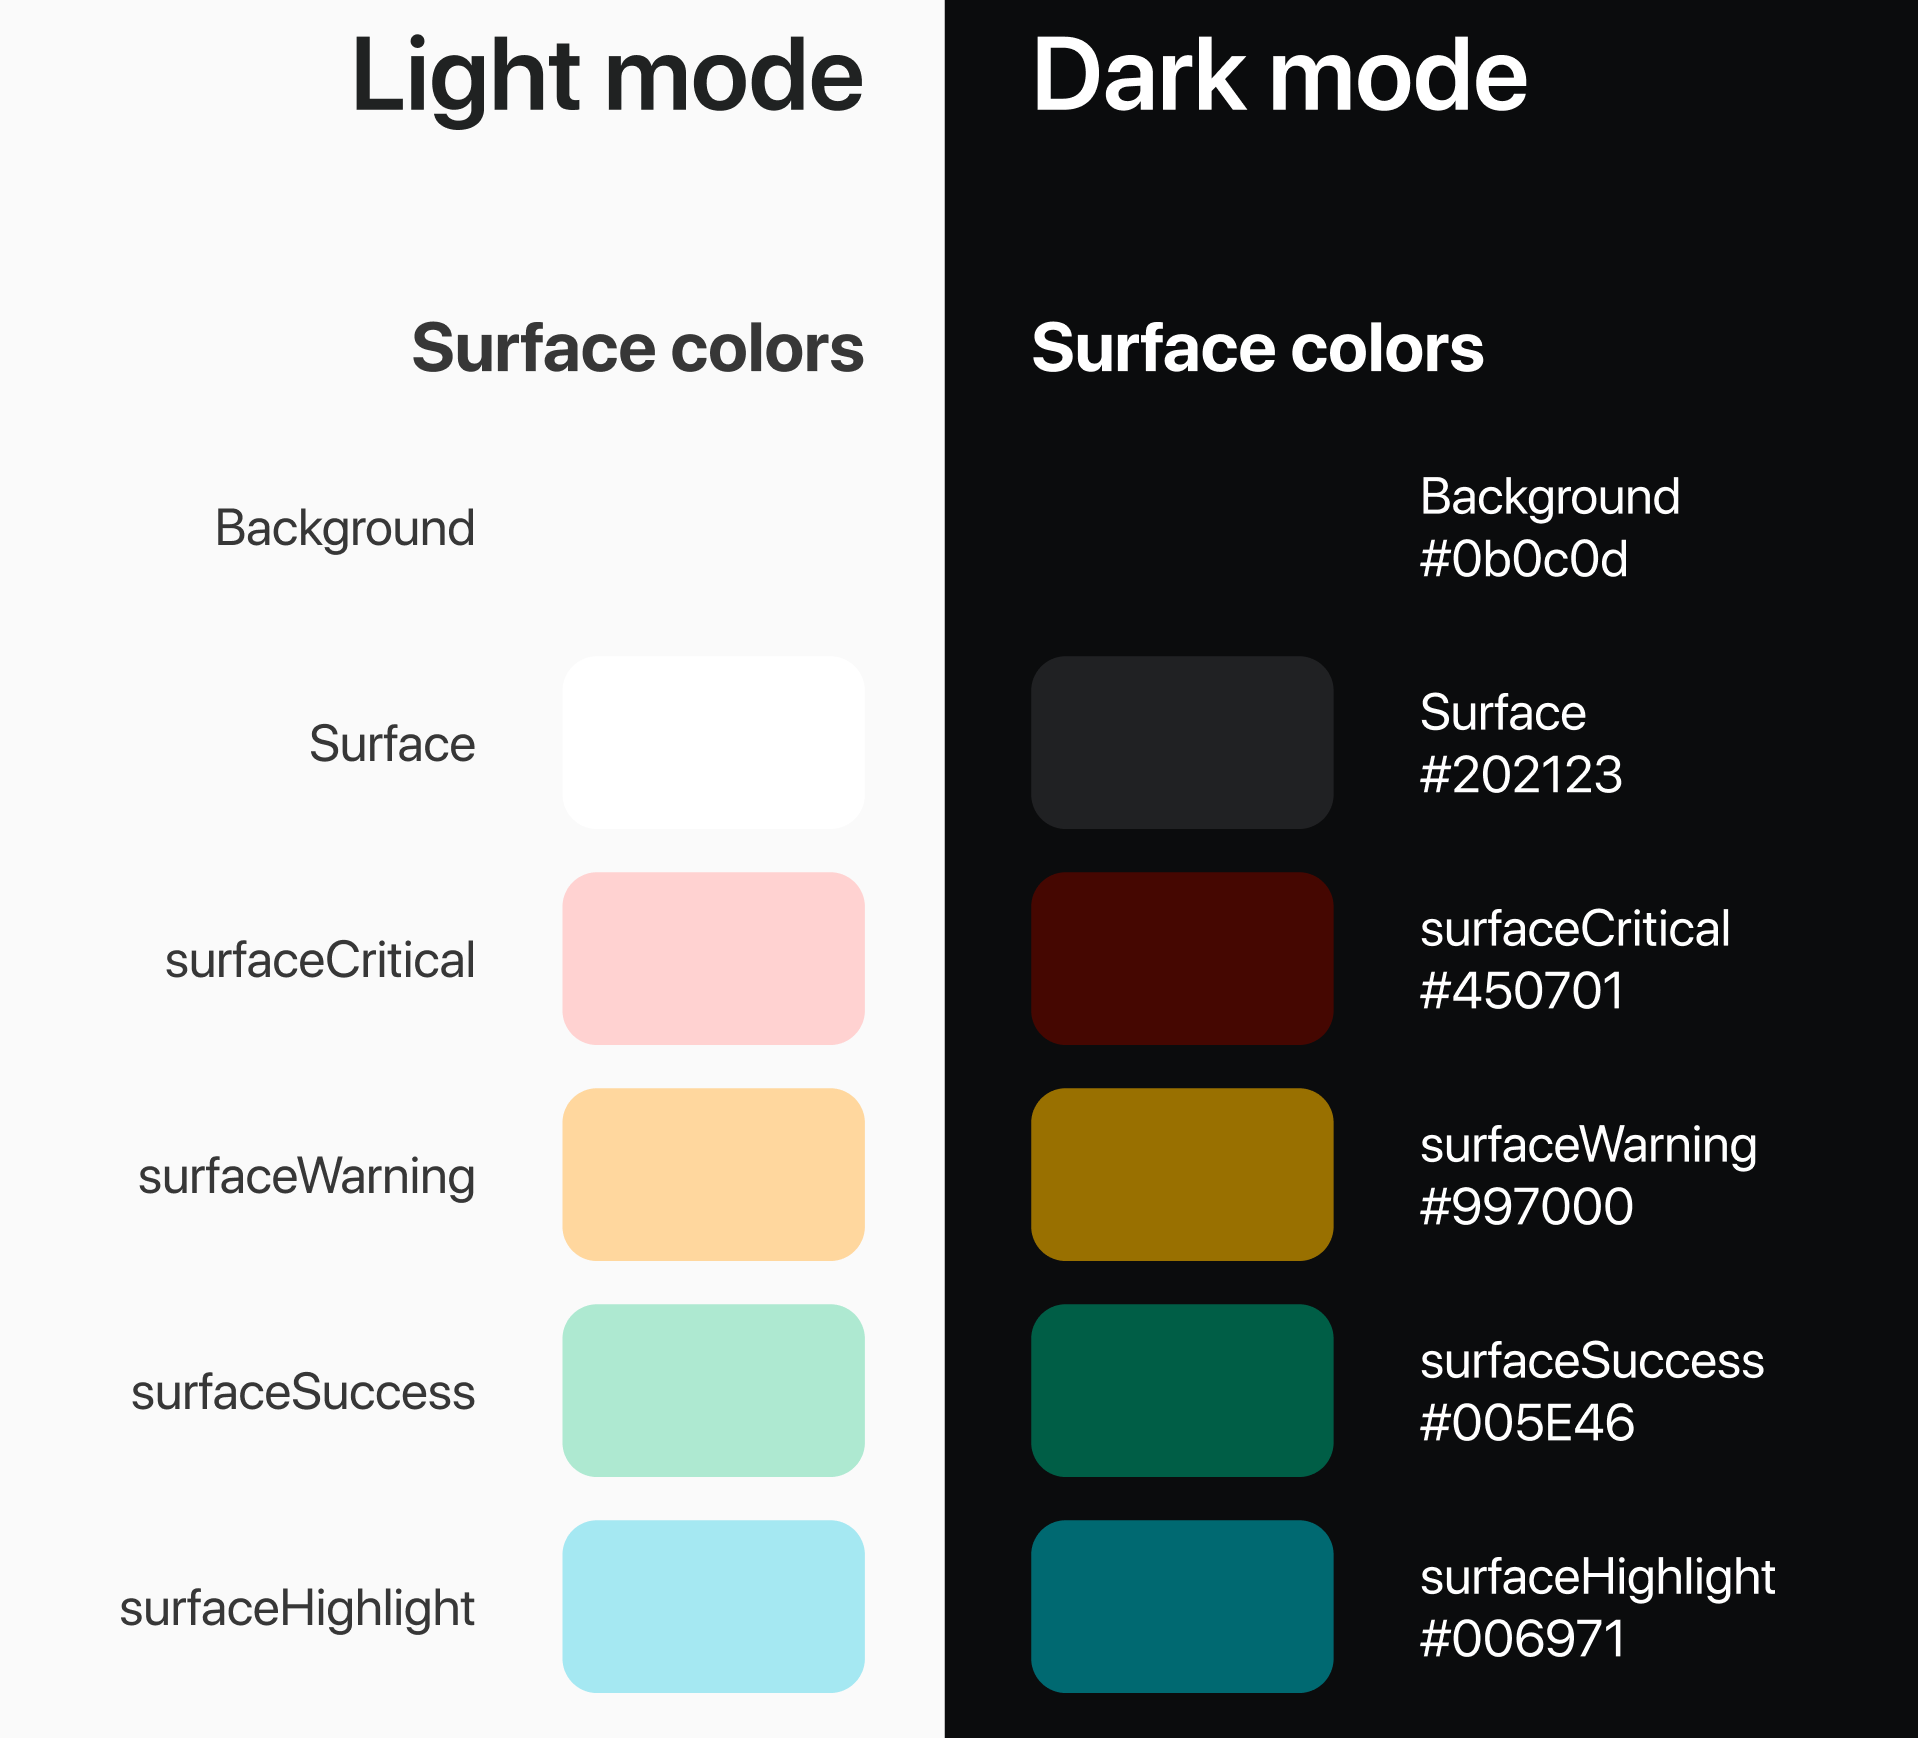 Light mode
Surface colors
Background
Surface
surfaceCritical
surfaceWarning
surfaceSuccess
surfaceHighlight
Dark mode
Surface colors
Background
#0b0c0d
Surface
#202123
surfaceCritical
#450701
surfaceWarning
#997000
surfaceSuccess
#005E46
surfaceHighlight
#006971